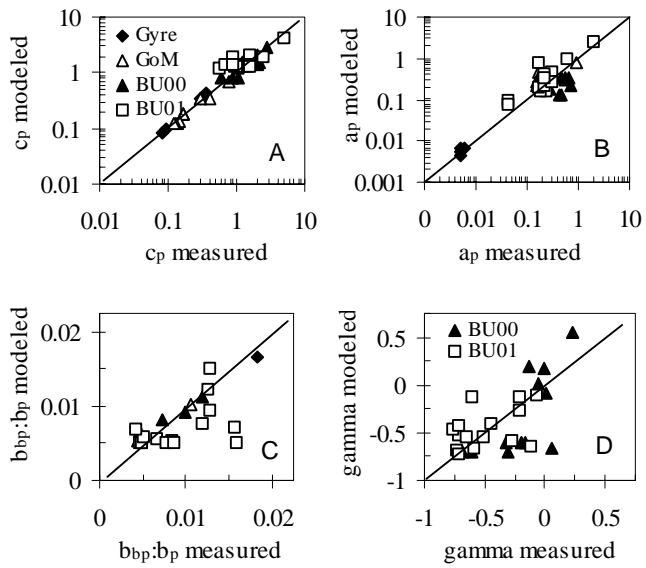 10
1
0.1
0.01
cp modeled
Gyre
GoM
BU00
BU01
A
0.01 0.1 1 10
cp measured
10
1
0.1
0.01
0.001
ap modeled
B
0 0.01 0.1 1 10
ap measured
0.02
0.01
0
bbp:bp modeled
C
0 0.01 0.02
bbp:bp measured
0.5
0
-0.5
-1
gamma modeled
BU00
BU01
D
-1 -0.5 0 0.5
gamma measured